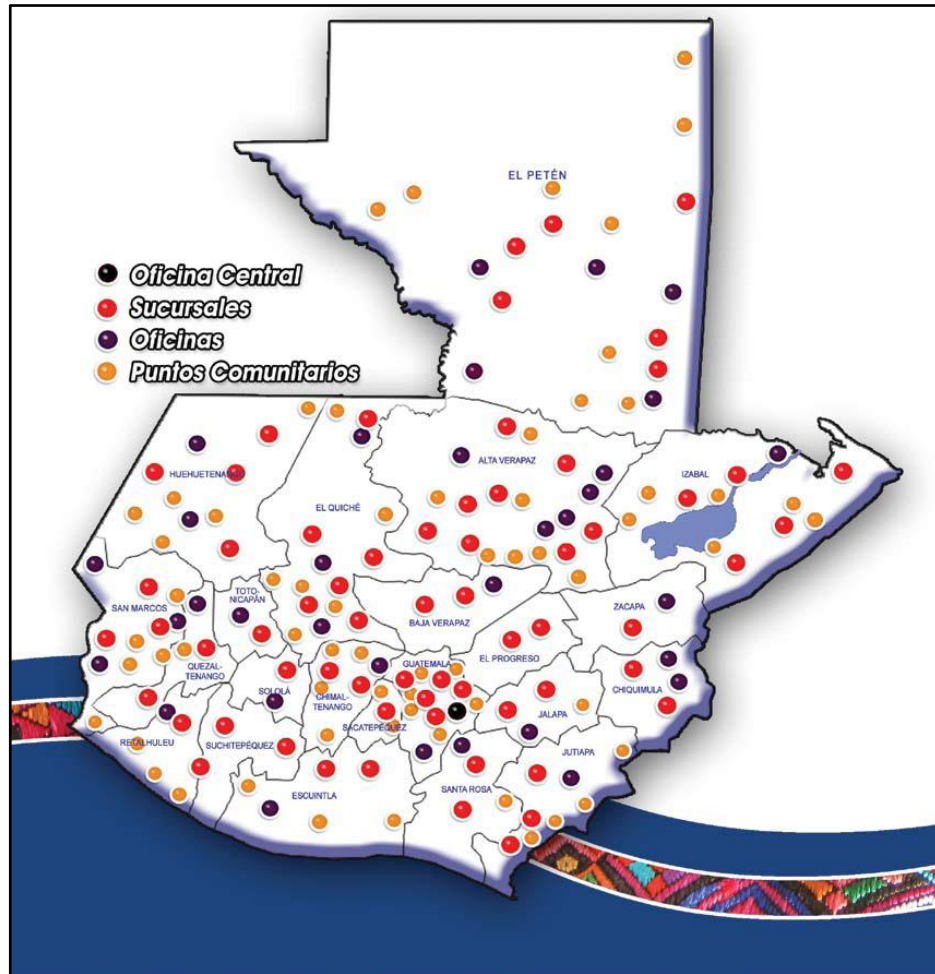 EL PETÉN
Oficina Central
Sucursales
Oficinas
Puntos Comunitarios
HUEHUETENANGO
ALTA VERAPAZ
IZABAL
EL QUICHÉ
SAN MARCOS
TOTO-
NICAPÁN
BAJA VERAPAZ
ZACAPA
QUEZAL-
TENANGO
SOLOLÁ
CHIMAL-
TENANGO
GUATEMALA
EL PROGRESO
CHIQUIMULA
SACATEPÉQUEZ
JALAPA
RETALHULEU
SUCHITEPÉQUEZ
JUTIAPA
ESCUINTLA
SANTA ROSA